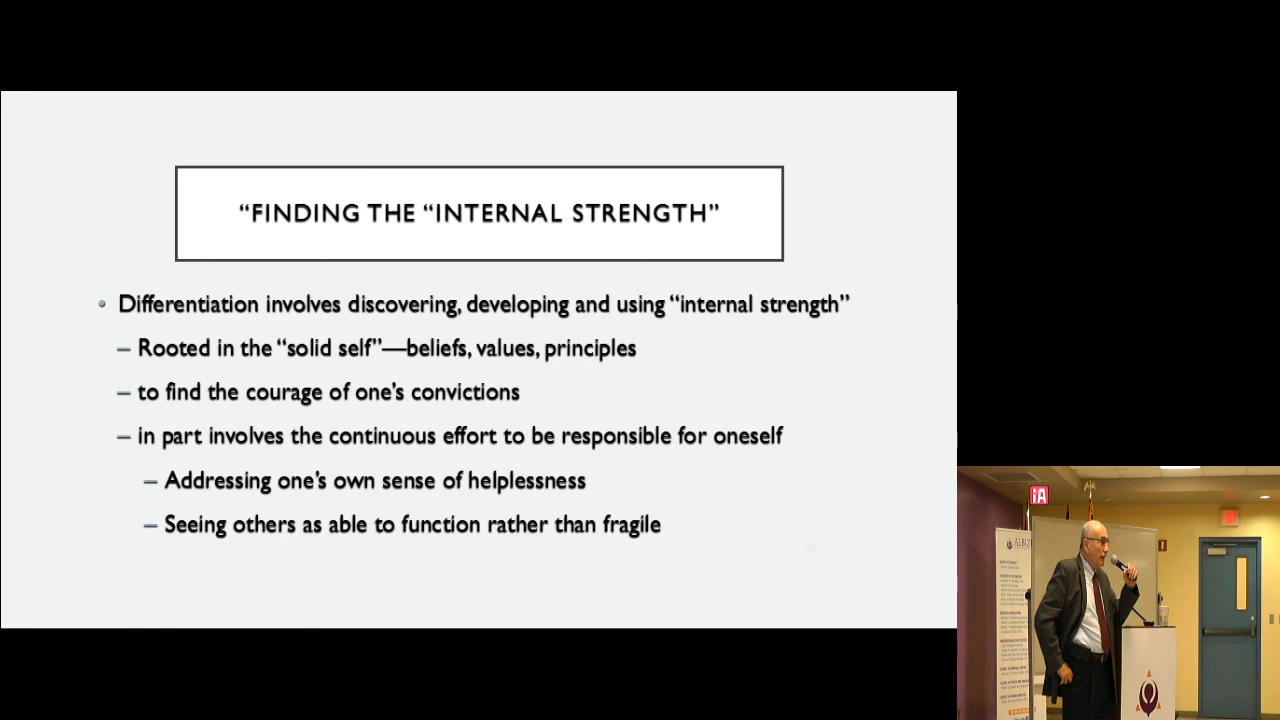 “FINDING THE “INTERNAL STRENGTH”
• Differentiation involves discovering, developing and using “internal strength”
– Rooted in the “solid self”—beliefs, values, principles
– to find the courage of one’s convictions
– in part involves the continuous effort to be responsible for oneself
– Addressing one’s own sense of helplessness
– Seeing others as able to function rather than fragile
iA